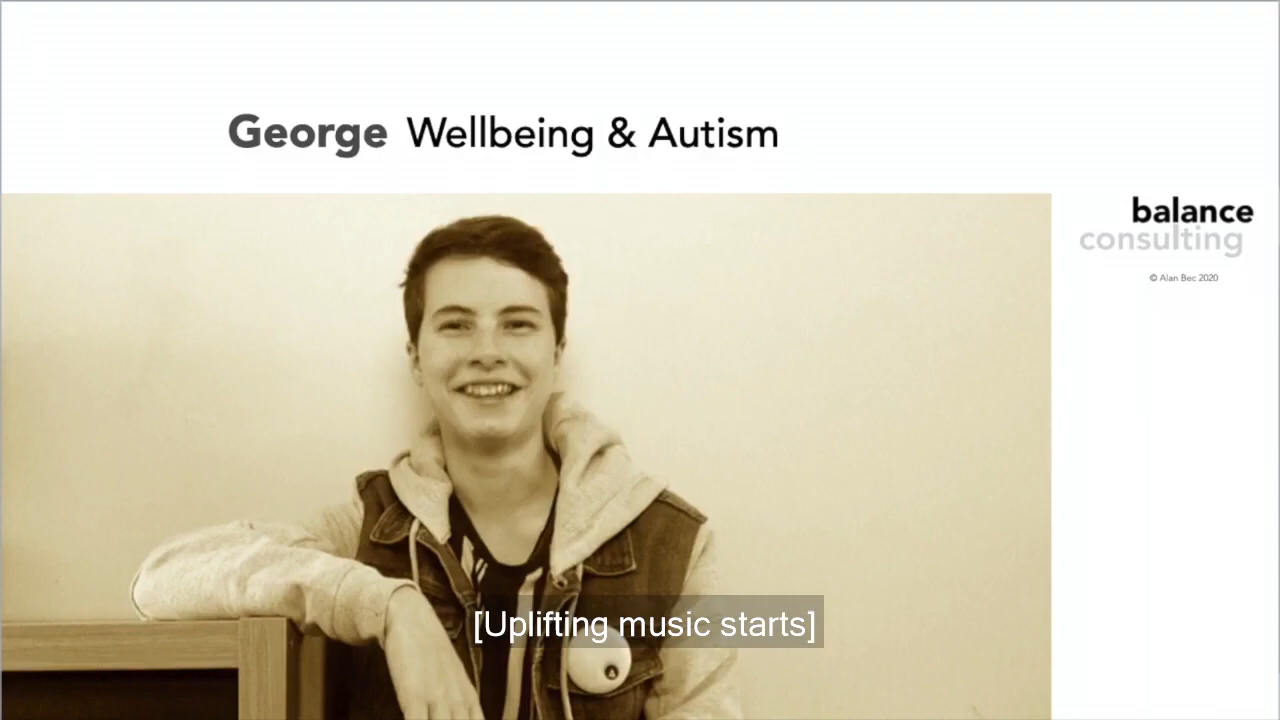 George Wellbeing & Autism
balance
consulting
© Alan Bec 2020
[Uplifting music starts]